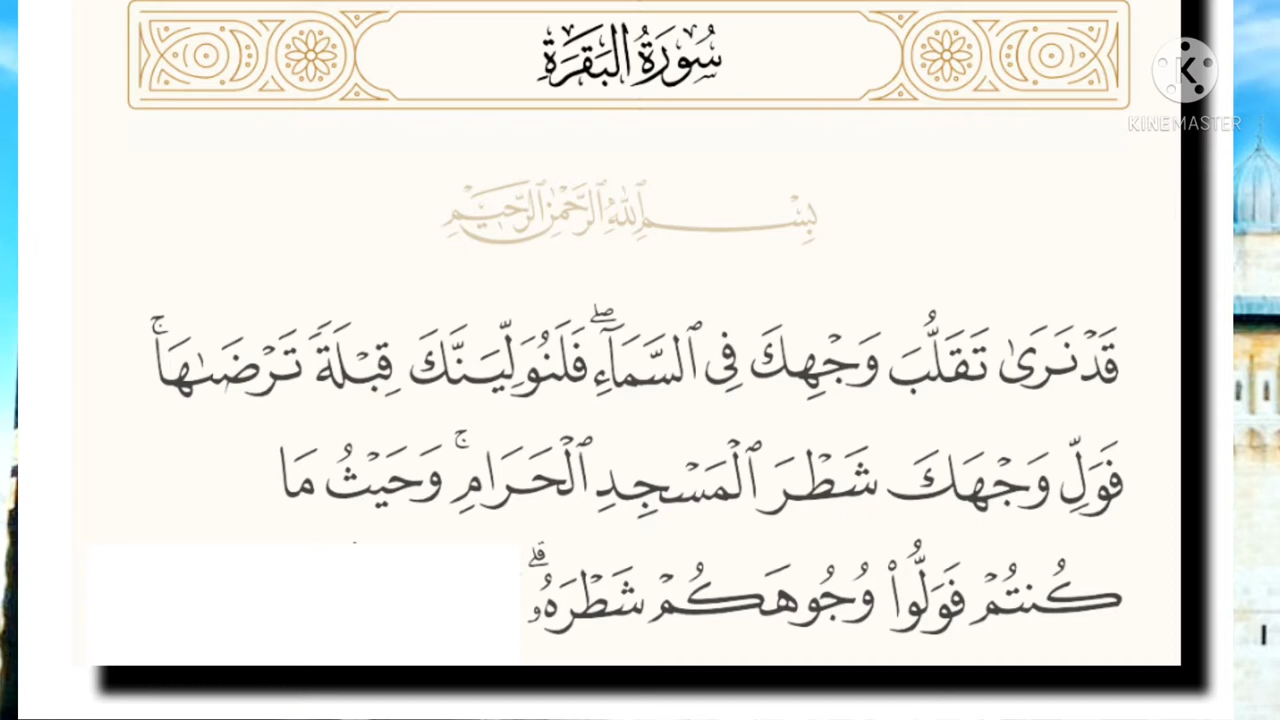 سُورَةُ البَقَرَةِ
KINEMASTER
بِسْمِ ٱللَّهِ ٱلرَّحْمَٰنِ ٱلرَّحِيمِ
قَدْ نَرَىٰ تَقَلُّبَ وَجْهِكَ فِى ٱلسَّمَآءِ ۖ فَلَنُوَلِّيَنَّكَ قِبْلَةً تَرْضَىٰهَا ۚ
فَوَلِّ وَجْهَكَ شَطْرَ ٱلْمَسْجِدِ ٱلْحَرَامِ ۚ وَحَيْثُ مَا
كُنتُمْ فَوَلُّوا۟ وُجُوهَكُمْ شَطْرَهُۥ ۗ